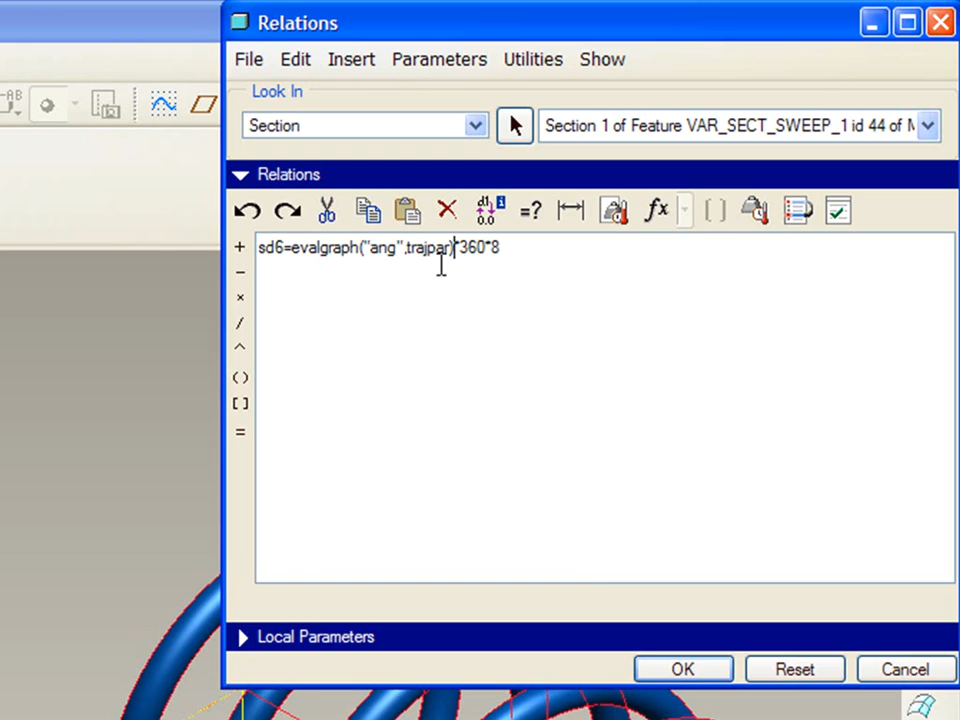 Relations
File Edit Insert Parameters Utilities Show
Look In
Section
Section 1 of Feature VAR_SECT_SWEEP_1 id 44 of
Relations
sd6=evalgraph("ang",trajpar)*360*8
Local Parameters
OK Reset Cancel